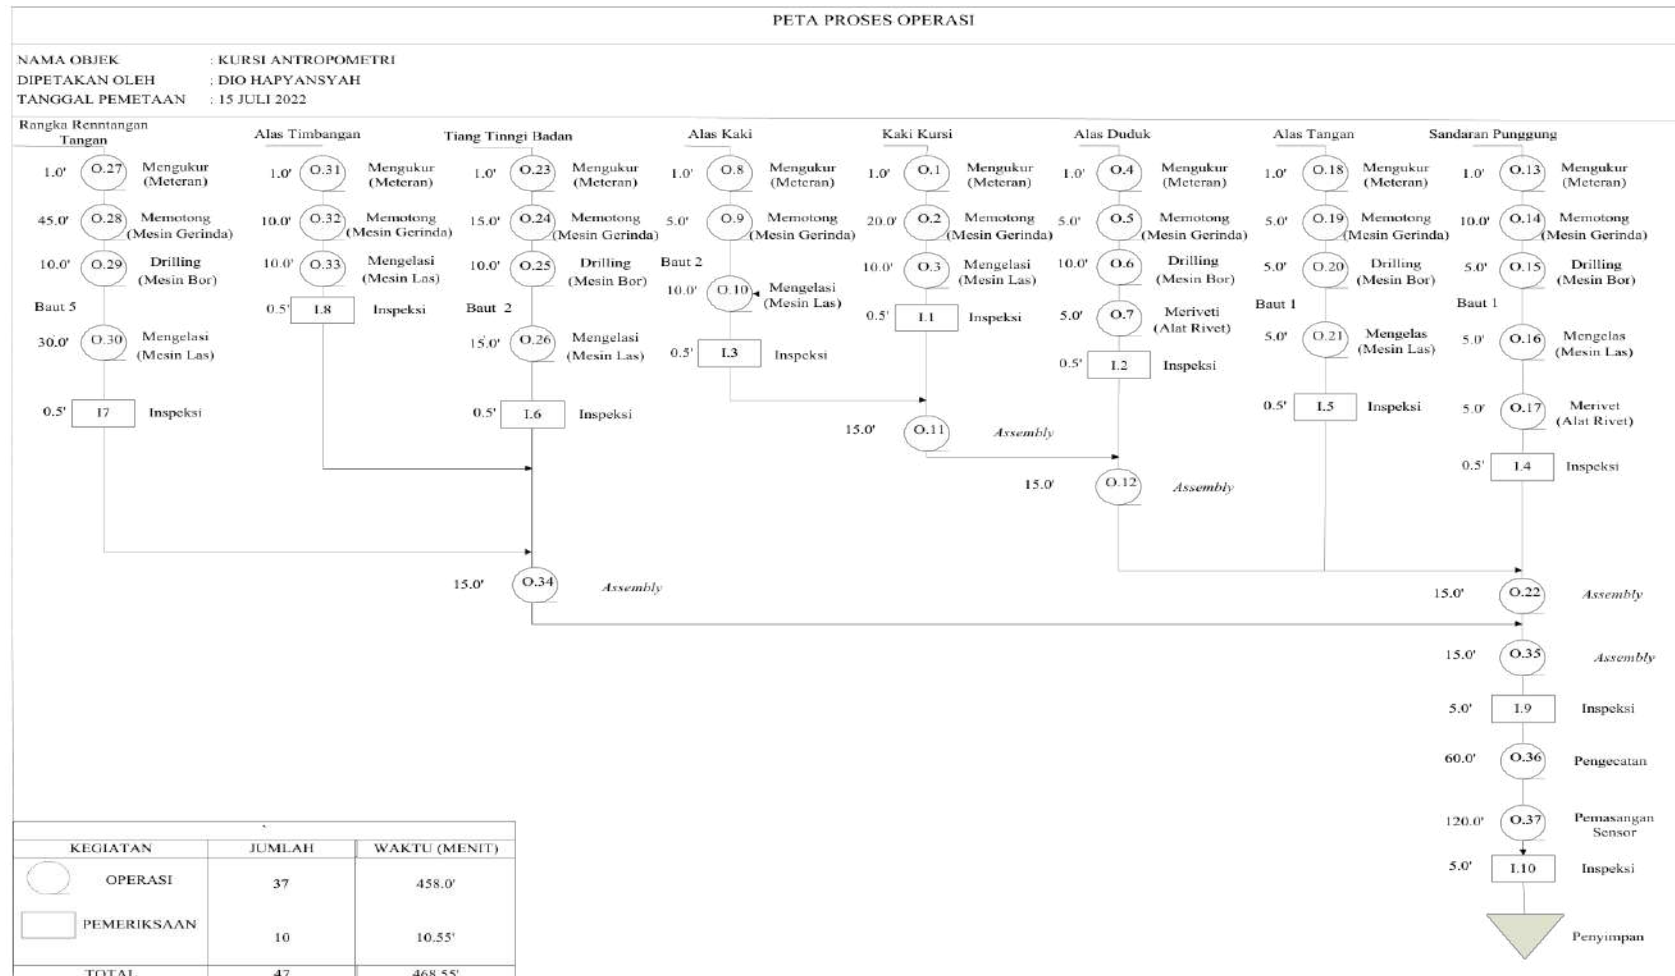 PETA PROSES OPERASI
NAMA OBJEK : KURSI ANTROPOMETRI
DIPETAKAN OLEH : DIO HAPYANSYAH
TANGGAL PEMETAAN : 15 JULI 2022
Rangka Renntangan
Tangan
1.0' O.27 Mengukur
(Meteran)
45.0' O.28 Memotong
(Mesin Gerinda)
10.0' O.29 Drilling
(Mesin Bor)
Baut 5
30.0' O.30 Mengelasi
(Mesin Las)
0.5' I7 Inspeksi
Alas Timbangan
1.0' O.31 Mengukur
(Meteran)
10.0' O.32 Memotong
(Mesin Gerinda)
10.0' O.33 Mengelasi
(Mesin Las)
0.5' I.8 Inspeksi
Tiang Tinngi Badan
1.0' O.23 Mengukur
(Meteran)
15.0' O.24 Memotong
(Mesin Gerinda)
10.0' O.25 Drilling
(Mesin Bor)
Baut 2
15.0' O.26 Mengelasi
(Mesin Las)
0.5' I.6 Inspeksi
15.0' O.34 Assembly
Alas Kaki
1.0' O.8 Mengukur
(Meteran)
5.0' O.9 Memotong
(Mesin Gerinda)
Baut 2
10.0' O.10 Mengelasi
(Mesin Las)
0.5' I.3 Inspeksi
Kaki Kursi
1.0' O.1 Mengukur
(Meteran)
20.0' O.2 Memotong
(Mesin Gerinda)
10.0' O.3 Mengelasi
(Mesin Las)
0.5' I.1 Inspeksi
15.0' O.11 Assembly
Alas Duduk
1.0' O.4 Mengukur
(Meteran)
5.0' O.5 Memotong
(Mesin Gerinda)
10.0' O.6 Drilling
(Mesin Bor)
5.0' O.7 Meriveti
(Alat Rivet)
0.5' I.2 Inspeksi
15.0' O.12 Assembly
Alas Tangan
1.0' O.18 Mengukur
(Meteran)
5.0' O.19 Memotong
(Mesin Gerinda)
5.0' O.20 Drilling
(Mesin Bor)
Baut 1
5.0' O.21 Mengelas
(Mesin Las)
0.5' I.5 Inspeksi
Sandaran Punggung
1.0' O.13 Mengukur
(Meteran)
10.0' O.14 Memotong
(Mesin Gerinda)
5.0' O.15 Drilling
(Mesin Bor)
Baut 1
5.0' O.16 Mengelas
(Mesin Las)
5.0' O.17 Merivet
(Alat Rivet)
0.5' I.4 Inspeksi
15.0' O.22 Assembly
15.0' O.35 Assembly
5.0' I.9 Inspeksi
60.0' O.36 Pengecatan
120.0' O.37 Pemasangan
Sensor
5.0' I.10 Inspeksi
Penyimpan
KEGIATAN JUMLAH WAKTU (MENIT)
OPERASI 37 458.0'
PEMERIKSAAN 10 10.55'
TOTAL 47 468.55'